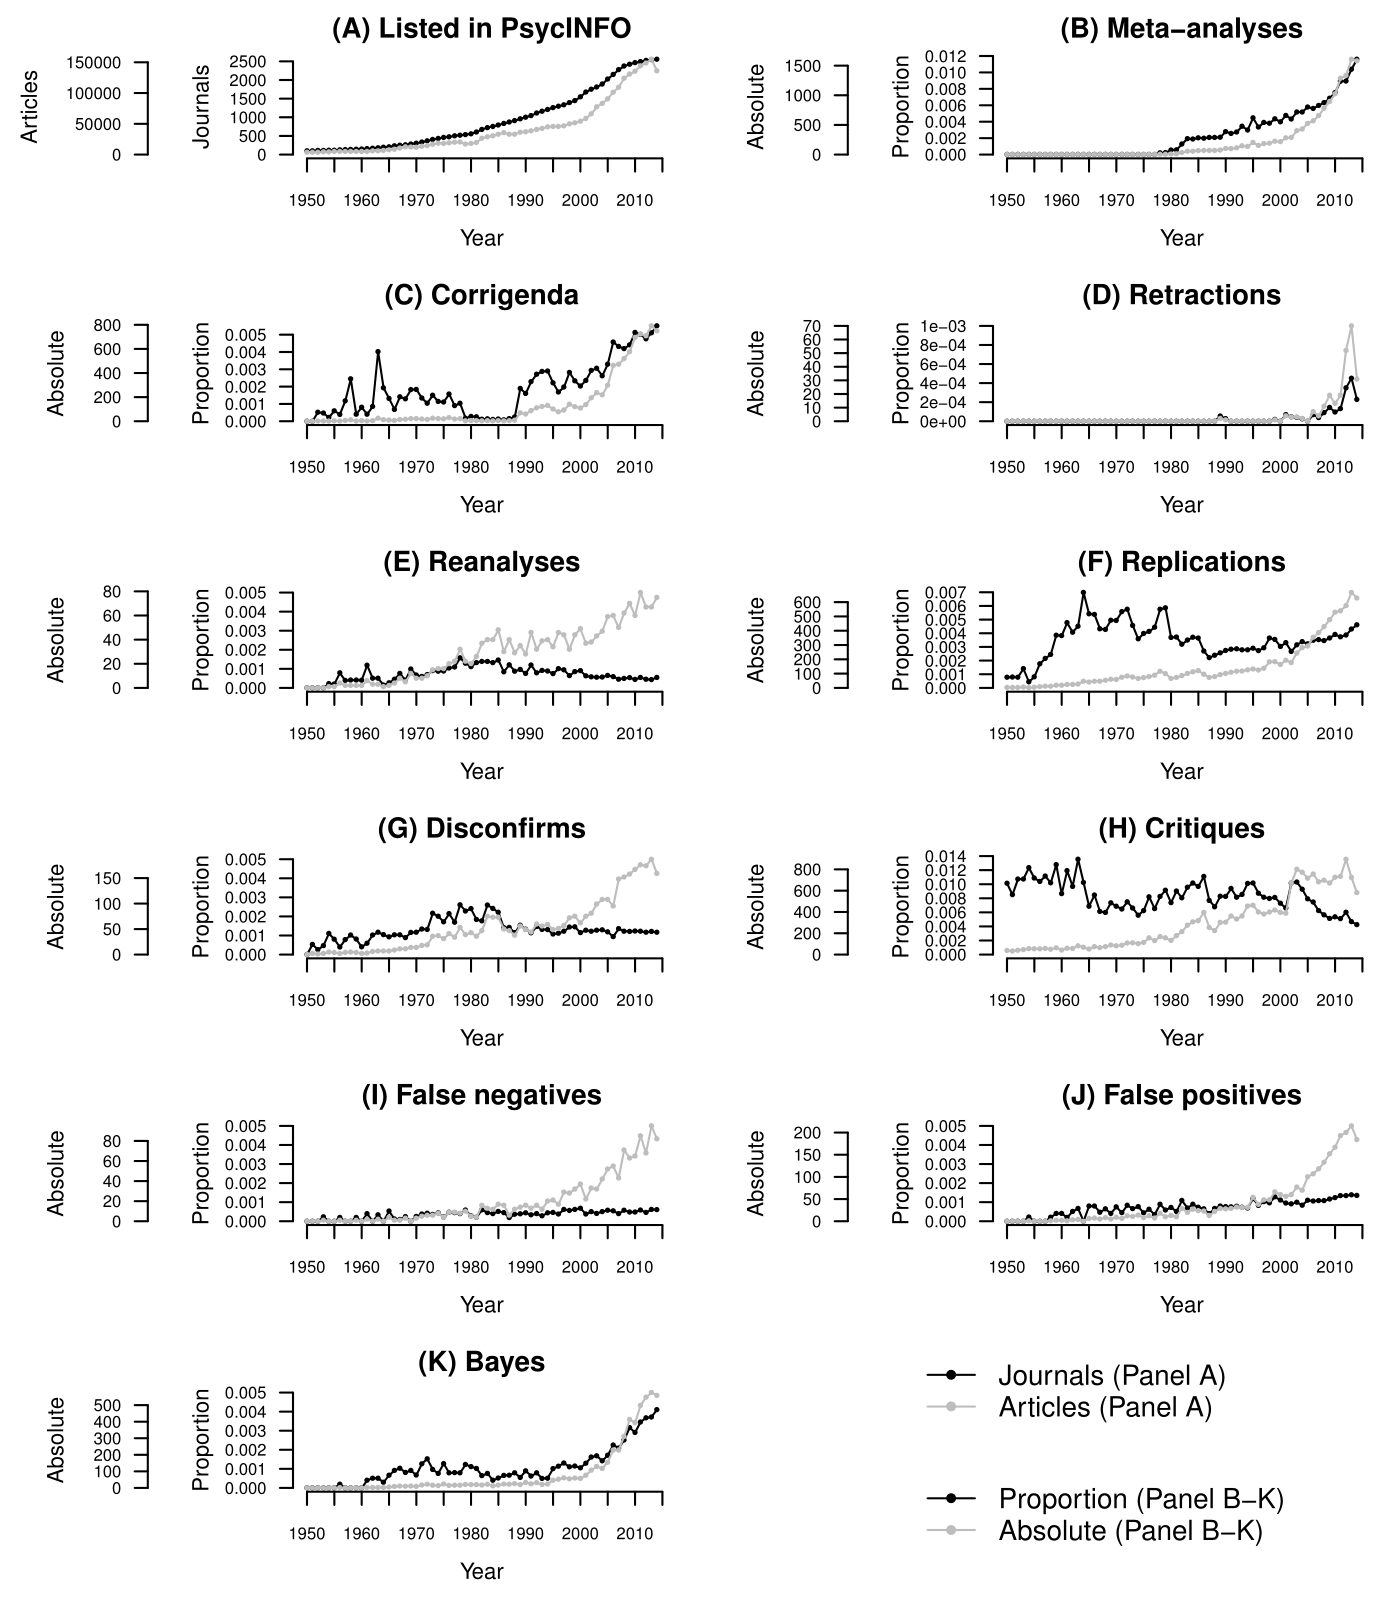 (A) Listed in PsycINFO
Articles
150000
100000
50000
0
Journals
2500
2000
1500
1000
500
0
1950 1960 1970 1980 1990 2000 2010
Year
(B) Meta−analyses
Absolute
1500
1000
500
0
Proportion
0.012
0.010
0.008
0.006
0.004
0.002
0.000
1950 1960 1970 1980 1990 2000 2010
Year
(C) Corrigenda
Absolute
800
600
400
200
0
Proportion
0.005
0.004
0.003
0.002
0.001
0.000
1950 1960 1970 1980 1990 2000 2010
Year
(D) Retractions
Absolute
70
60
50
40
30
20
10
0
Proportion
1e−03
8e−04
6e−04
4e−04
2e−04
0e+00
1950 1960 1970 1980 1990 2000 2010
Year
(E) Reanalyses
Absolute
80
60
40
20
0
Proportion
0.005
0.004
0.003
0.002
0.001
0.000
1950 1960 1970 1980 1990 2000 2010
Year
(F) Replications
Absolute
600
500
400
300
200
100
0
Proportion
0.007
0.006
0.005
0.004
0.003
0.002
0.001
0.000
1950 1960 1970 1980 1990 2000 2010
Year
(G) Disconfirms
Absolute
150
100
50
0
Proportion
0.005
0.004
0.003
0.002
0.001
0.000
1950 1960 1970 1980 1990 2000 2010
Year
(H) Critiques
Absolute
800
600
400
200
0
Proportion
0.014
0.012
0.010
0.008
0.006
0.004
0.002
0.000
1950 1960 1970 1980 1990 2000 2010
Year
(I) False negatives
Absolute
80
60
40
20
0
Proportion
0.005
0.004
0.003
0.002
0.001
0.000
1950 1960 1970 1980 1990 2000 2010
Year
(J) False positives
Absolute
200
150
100
50
0
Proportion
0.005
0.004
0.003
0.002
0.001
0.000
1950 1960 1970 1980 1990 2000 2010
Year
(K) Bayes
Absolute
500
400
300
200
100
0
Proportion
0.005
0.004
0.003
0.002
0.001
0.000
1950 1960 1970 1980 1990 2000 2010
Year
Journals (Panel A)
Articles (Panel A)
Proportion (Panel B−K)
Absolute (Panel B−K)